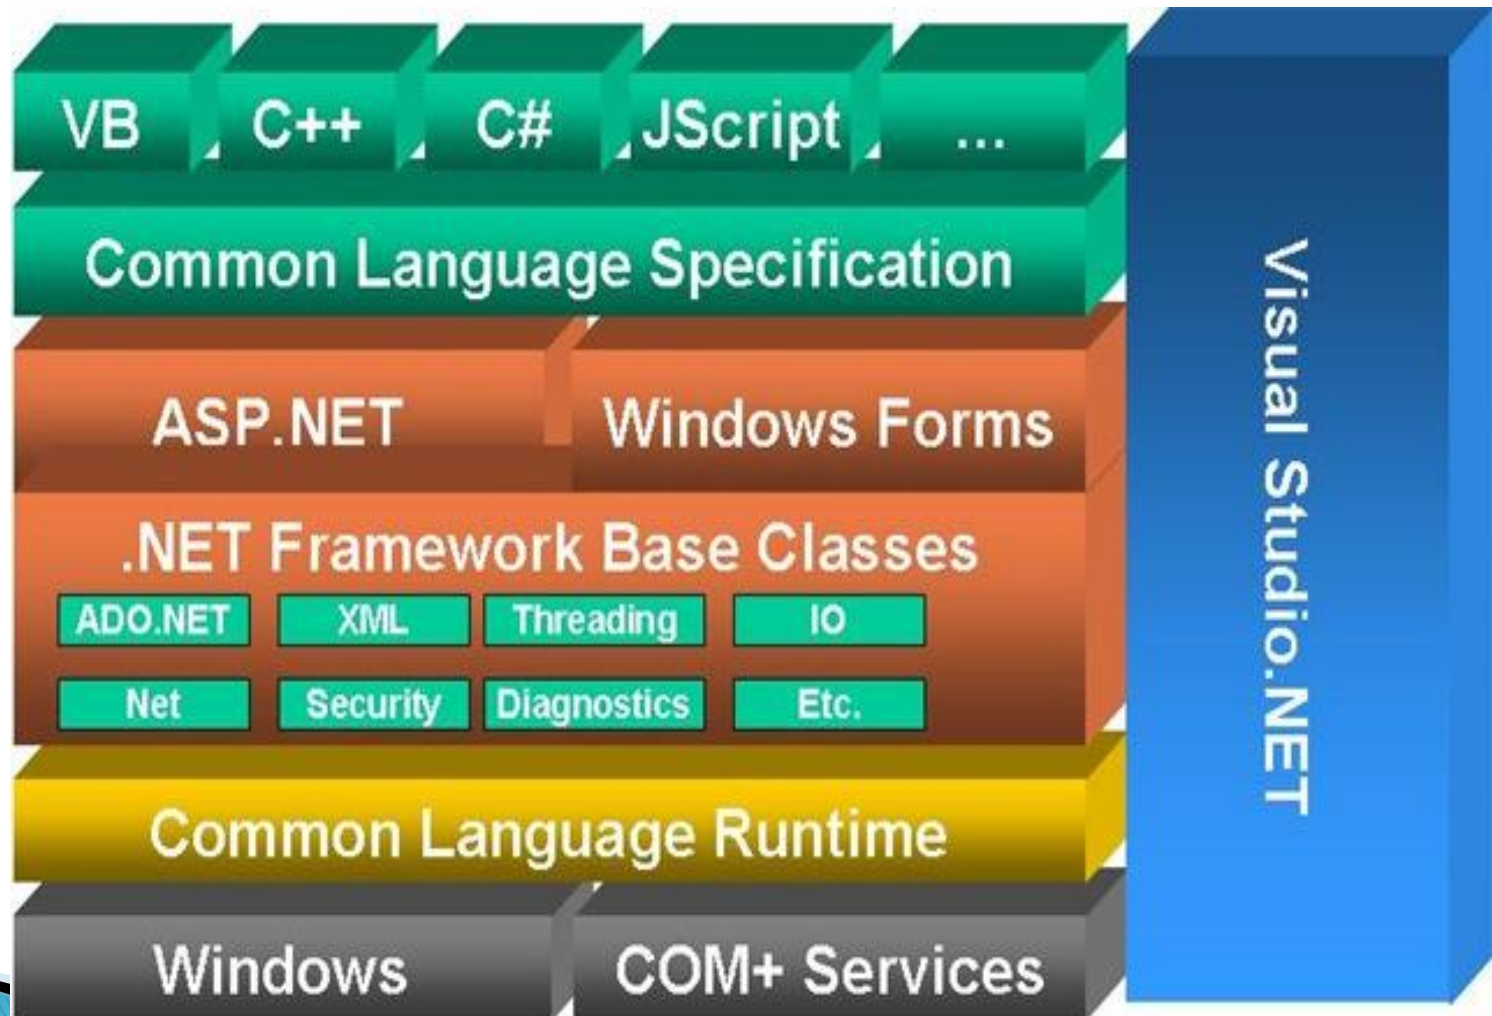 VB
C++
C#
JScript
...
Common Language Specification
ASP.NET
Windows Forms
.NET Framework Base Classes
ADO.NET
XML
Threading
IO
Net
Security
Diagnostics
Etc.
Common Language Runtime
Windows
COM+ Services
Visual Studio.NET